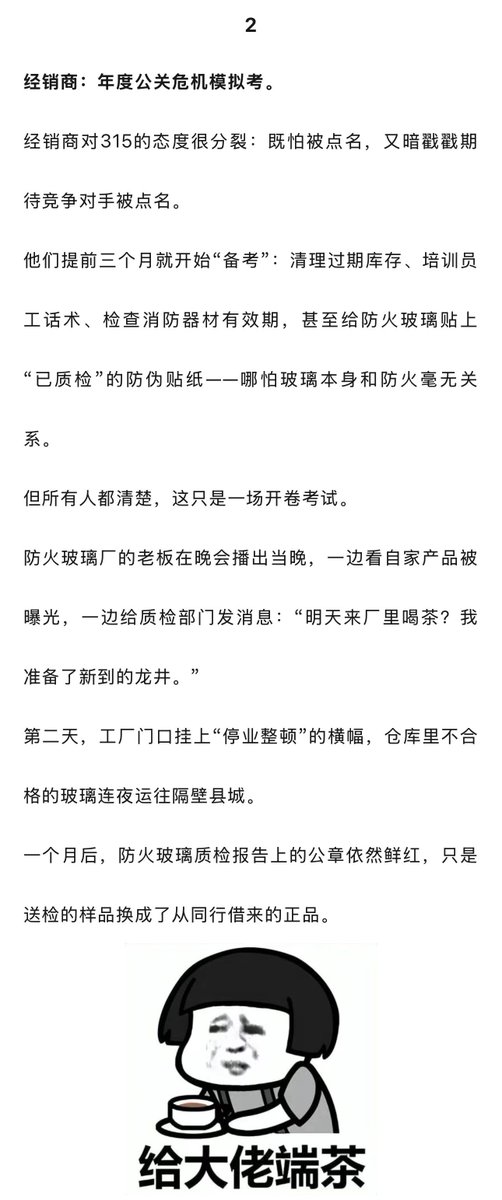 2
经销商：年度公关危机模拟考。
经销商对315的态度很分裂：既怕被点名，又暗戳戳期
待竞争对手被点名。
他们提前三个月就开始“备考”：清理过期库存、培训员
工话术、检查消防器材有效期，甚至给防火玻璃贴上
“已质检”的防伪贴纸——哪怕玻璃本身和防火毫无关
系。
但所有人都清楚，这只是一场开卷考试。
防火玻璃厂的老板在晚会播出当晚，一边看自家产品被
曝光，一边给质检部门发消息：“明天来厂里喝茶？我
准备了新到的龙井。”
第二天，工厂门口挂上“停业整顿”的横幅，仓库里不合
格的玻璃连夜运往隔壁县城。
一个月后，防火玻璃质检报告上的公章依然鲜红，只是
送检的样品换成了从同行借来的正品。
给大佬端茶